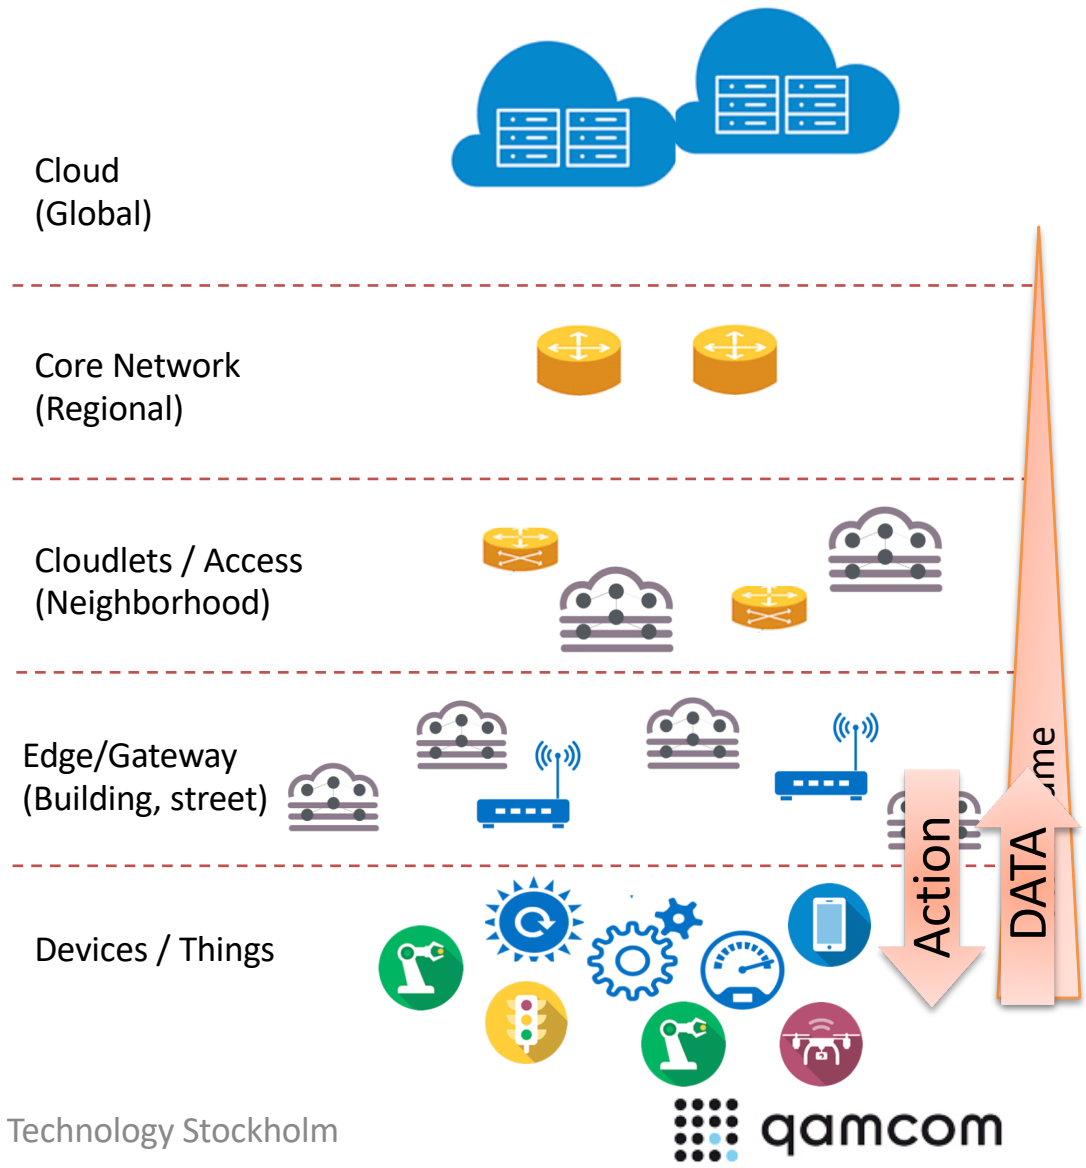 Cloud
(Global)
Core Network
(Regional)
Cloudlets / Access
(Neighborhood)
Edge/Gateway
(Building, street)
Devices / Things
Action
DATA
Technology Stockholm
qamcom